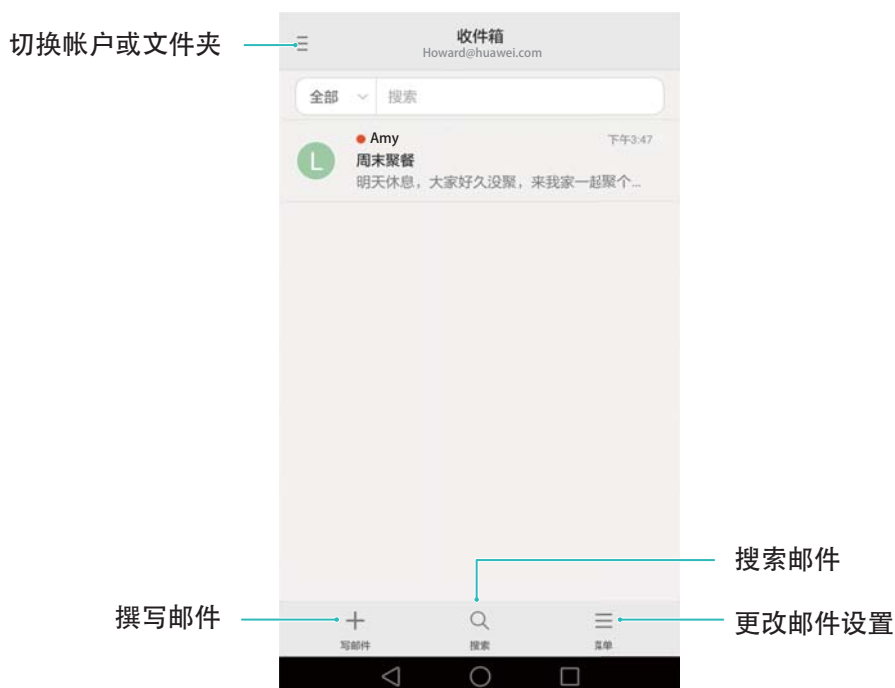 切换帐户或文件夹
收件箱
Howard@huawei.com
全部
搜索
Amy
下午3:47
L
周末聚餐
明天休息，大家好久没聚，来我家一起聚个...
搜索邮件
撰写邮件
更改邮件设置
写邮件
搜索
菜单